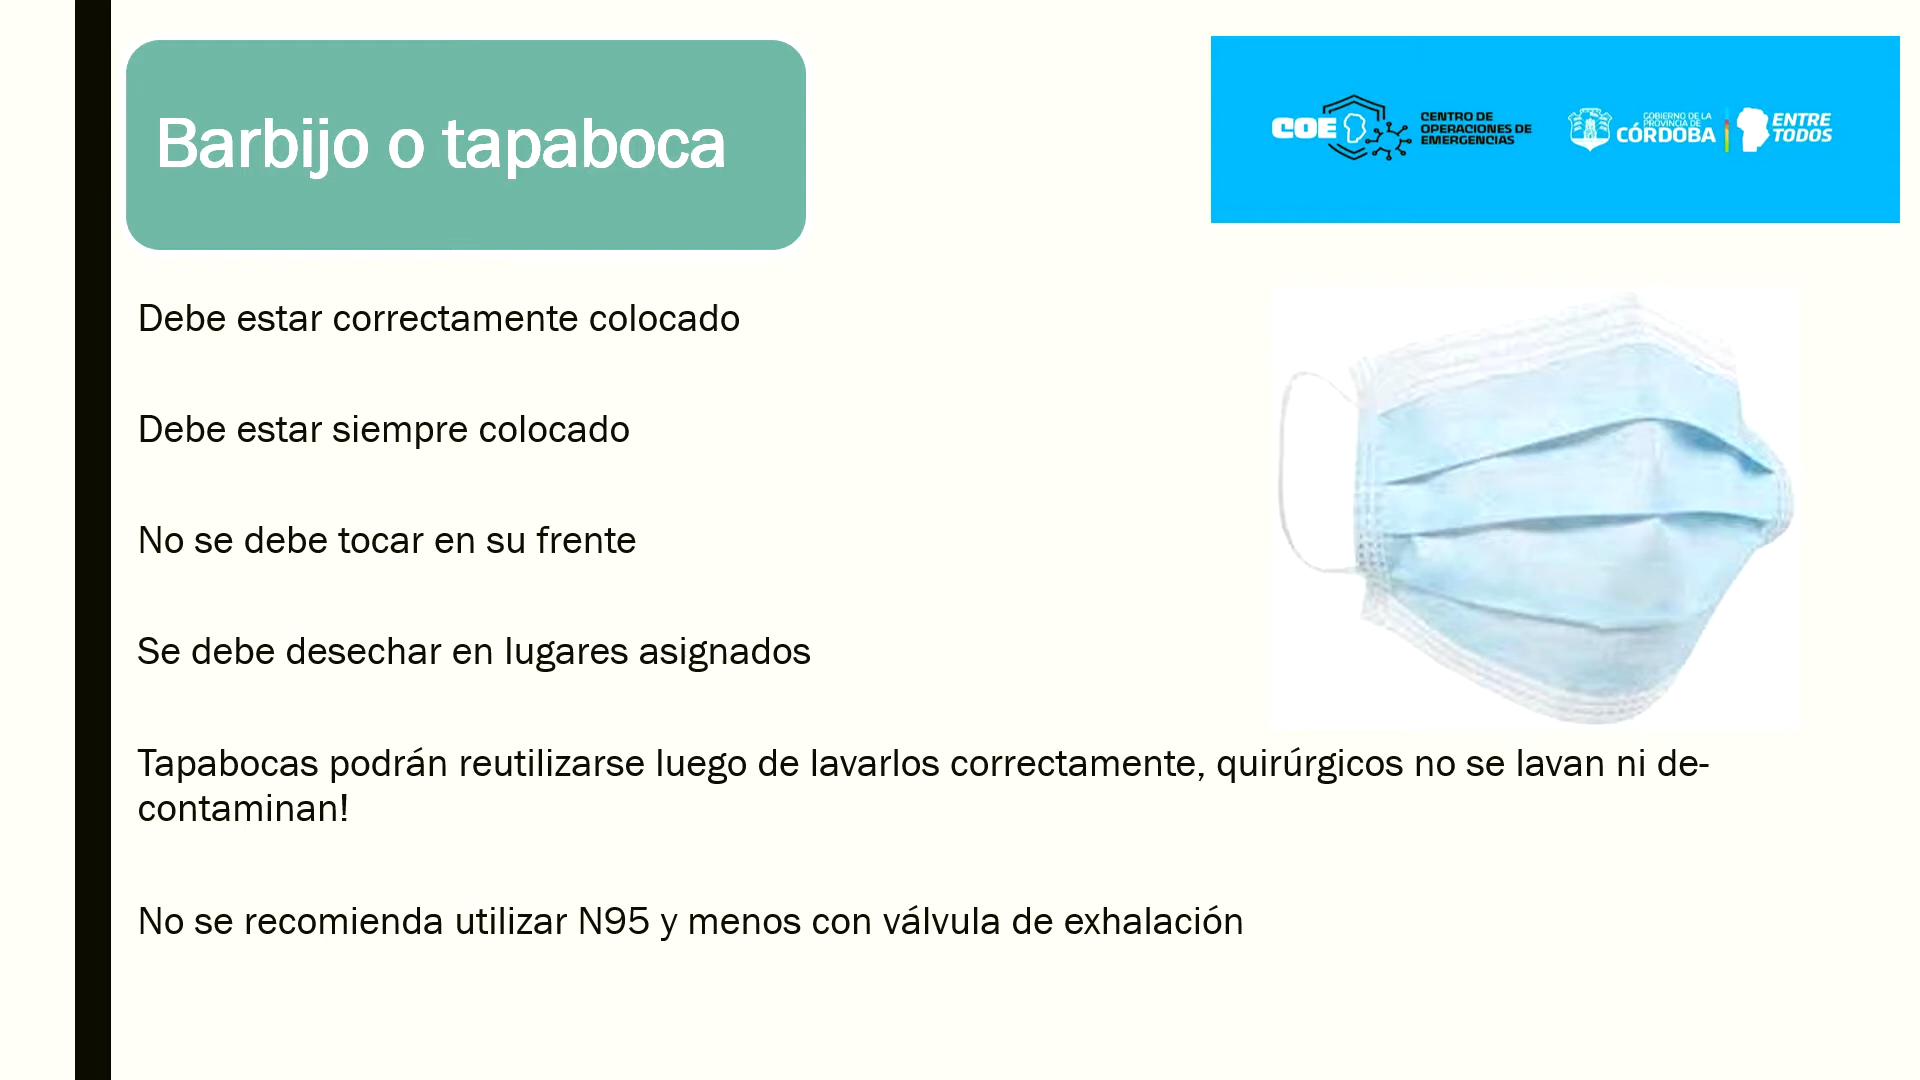 Barbijo o tapaboca
COE
CENTRO DE
OPERACIONES DE
EMERGENCIAS
GOBIERNO DE LA
PROVINCIA DE
CÓRDOBA
ENTRE
TODOS
Debe estar correctamente colocado
Debe estar siempre colocado
No se debe tocar en su frente
Se debe desechar en lugares asignados
Tapabocas podrán reutilizarse luego de lavarlos correctamente, quirúrgicos no se lavan ni de-
contaminan!
No se recomienda utilizar N95 y menos con válvula de exhalación